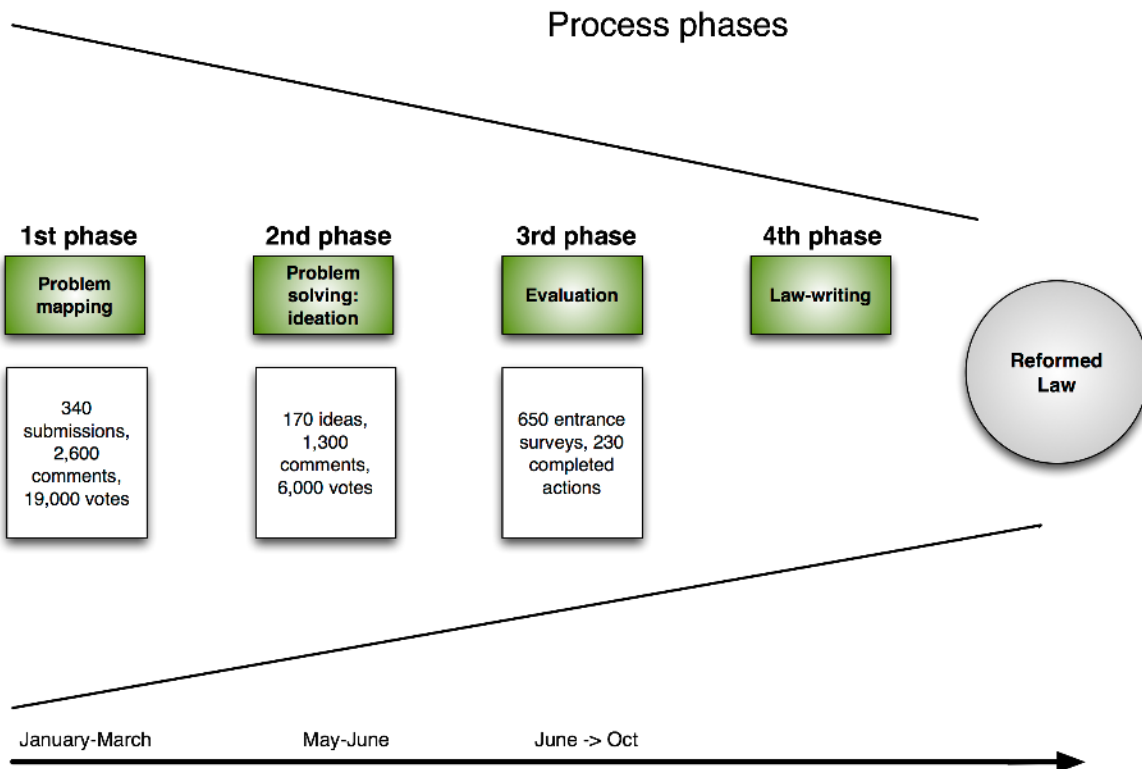 Process phases
1st phase
2nd phase
3rd phase
4th phase
Problem
mapping
Problem
solving:
ideation
Evaluation
Law-writing
Reformed
Law
340
submissions,
2,600
comments,
19,000 votes
170 ideas,
1,300
comments,
6,000 votes
650 entrance
surveys, 230
completed
actions
January-March
May-June
June -> Oct